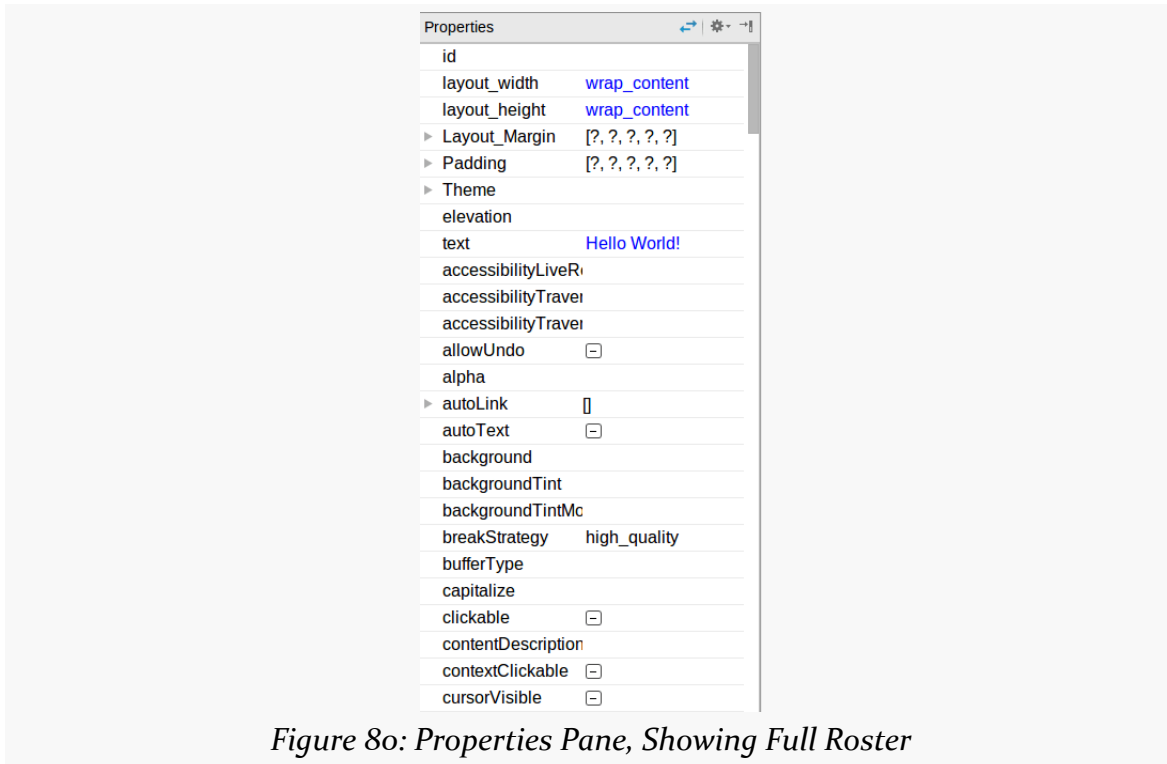 Properties
id
layout_width wrap_content
layout_height wrap_content
Layout_Margin [?, ?, ?, ?, ?]
Padding [?, ?, ?, ?, ?]
Theme
elevation
text Hello World!
accessibilityLiveR
accessibilityTraver
accessibilityTraver
allowUndo
alpha
autoLink []
autoText
background
backgroundTint
backgroundTintMo
breakStrategy high_quality
bufferType
capitalize
clickable
contentDescription
contextClickable
cursorVisible
Figure 80: Properties Pane, Showing Full Roster